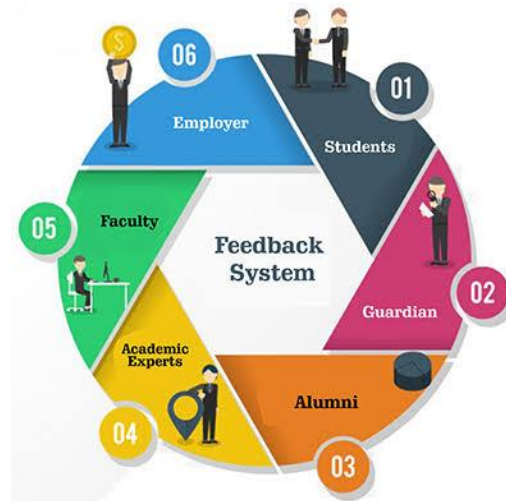 06
01
Employer
Students
05
Faculty
Feedback
System
Guardian
02
Academic
Experts
Alumni
04
03
$